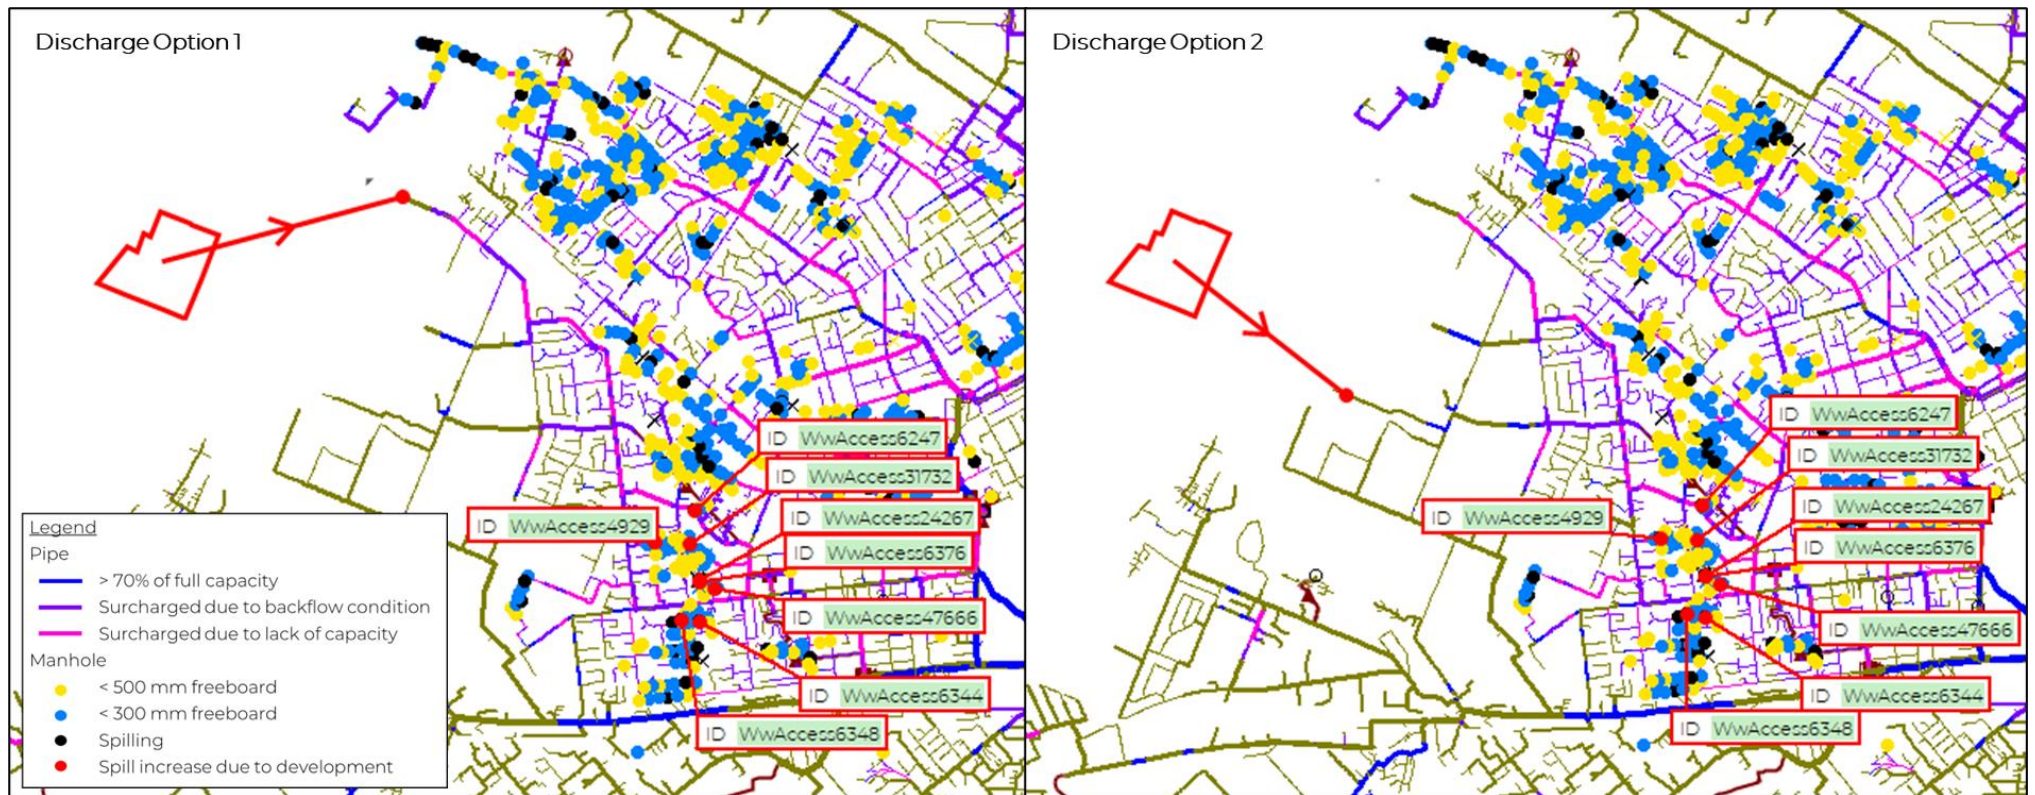 Discharge Option 1
ID WwAccess6247
ID WwAccess31732
ID WwAccess24267
ID WwAccess4929
ID WwAccess6376
ID WwAccess47666
ID WwAccess6344
ID WwAccess6348
Legend
Pipe
> 70% of full capacity
Surcharged due to backflow condition
Surcharged due to lack of capacity
Manhole
< 500 mm freeboard
< 300 mm freeboard
Spilling
Spill increase due to development
Discharge Option 2
ID WwAccess6247
ID WwAccess31732
ID WwAccess24267
ID WwAccess4929
ID WwAccess6376
ID WwAccess47666
ID WwAccess6344
ID WwAccess6348